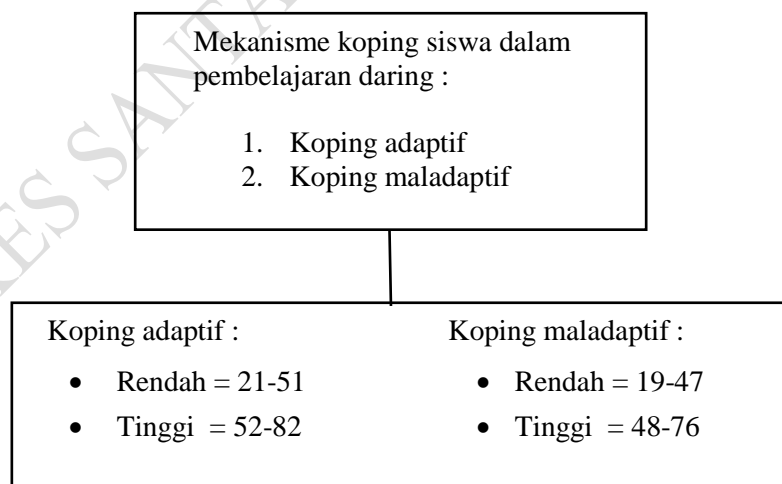 Mekanisme koping siswa dalam
pembelajaran daring :
1. Koping adaptif
2. Koping maladaptif
Koping adaptif :
• Rendah = 21-51
• Tinggi = 52-82
Koping maladaptif :
• Rendah = 19-47
• Tinggi = 48-76